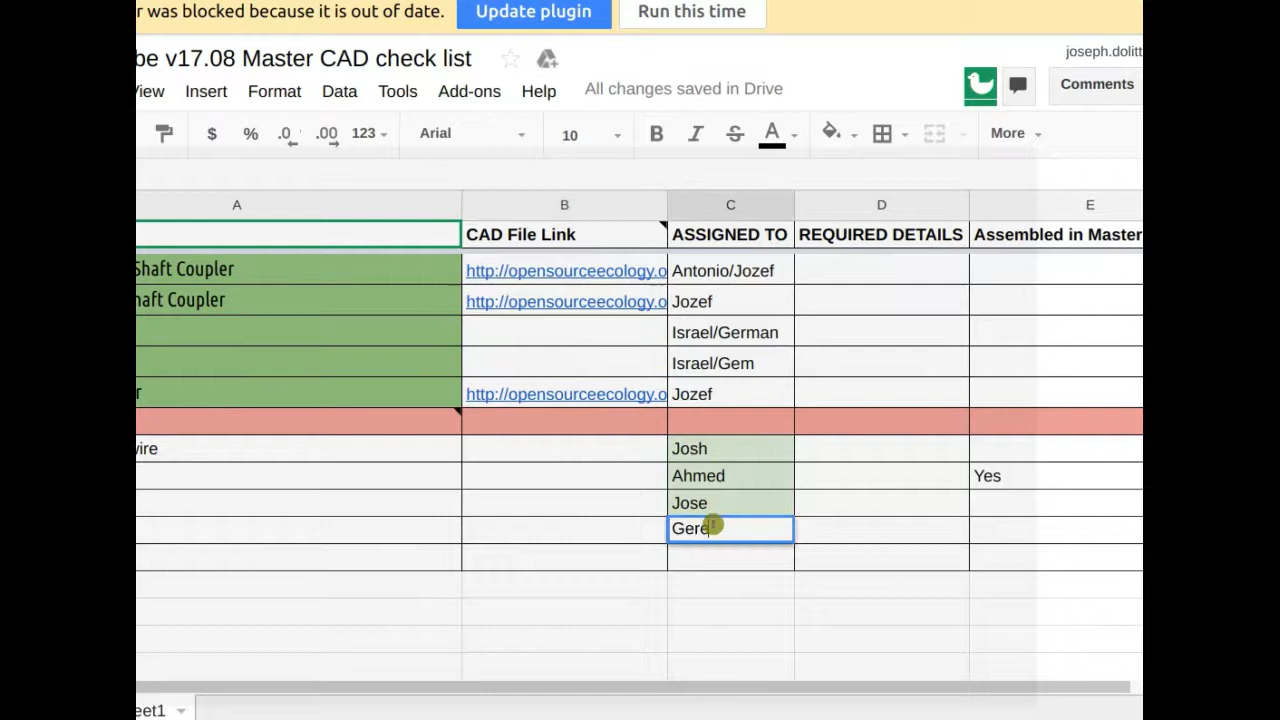 r was blocked because it is out of date. Update plugin Run this time
be v17.08 Master CAD check list joseph.dolitt
View Insert Format Data Tools Add-ons Help All changes saved in Drive Comments
$ % .0 .00 123 Arial 10 B I S A More
A B C D E
CAD File Link ASSIGNED TO REQUIRED DETAILS Assembled in Master
Shaft Coupler http://opensourceecology.o Antonio/Jozef
haft Coupler http://opensourceecology.o Jozef
Israel/German
Israel/Gem
r http://opensourceecology.o Jozef
wire Josh
Ahmed Yes
Jose
Gere
eet1